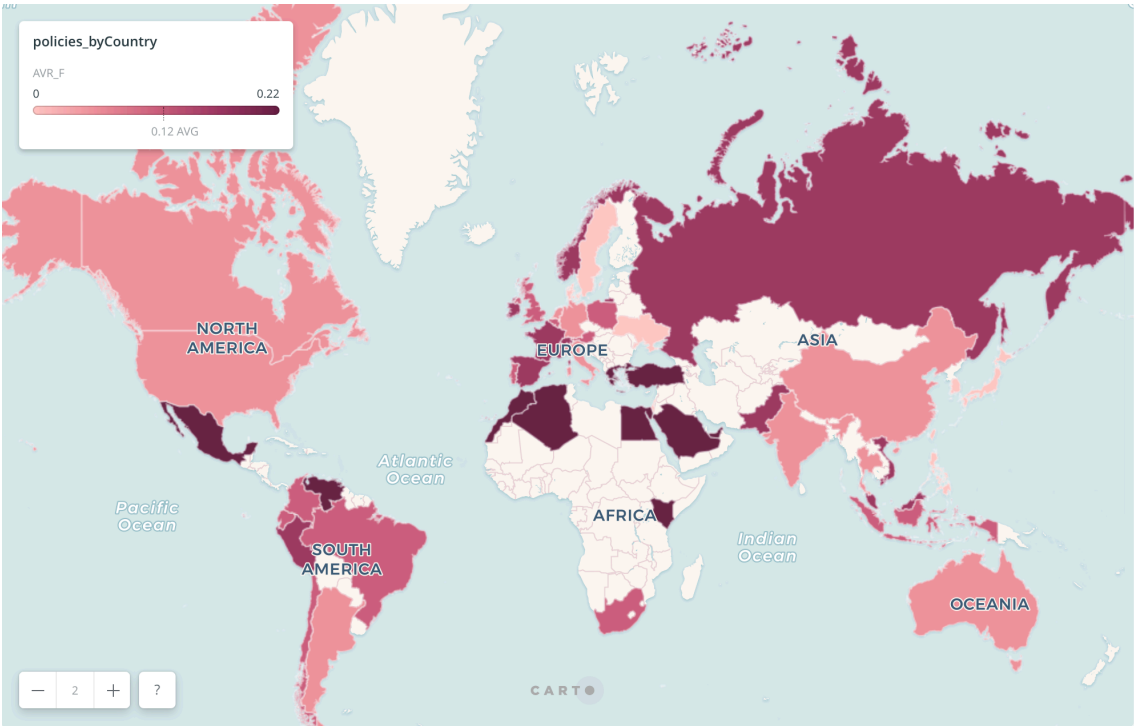 policies_byCountry
AVR_F
0 0.22
0.12 AVG
NORTH
AMERICA
EUROPE
ASIA
Atlantic
Ocean
Pacific
Ocean
AFRICA
Indian
Ocean
SOUTH
AMERICA
OCEANIA
− 2 + ?
CARTO